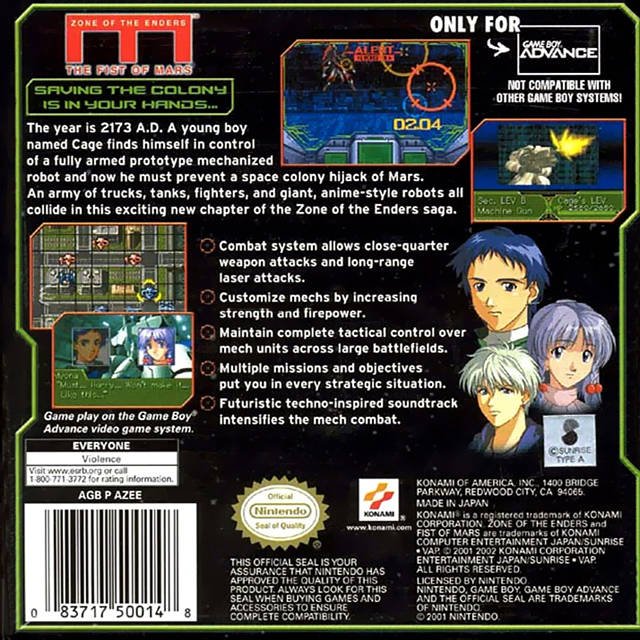 ZONE OF THE ENDERS
THE FIST OF MARS
SAVING THE COLONY
IS IN YOUR HANDS...
ONLY FOR
GAME BOY
ADVANCE
NOT COMPATIBLE WITH
OTHER GAME BOY SYSTEMS!
ALERT
02.04
The year is 2173 A.D. A young boy
named Cage finds himself in control
of a fully armed prototype mechanized
robot and now he must prevent a space colony hijack of Mars.
An army of trucks, tanks, fighters, and giant, anime-style robots all
collide in this exciting new chapter of the Zone of the Enders saga.
Sec. LEV 8
Machine Gun
Cage's LEV
2520/2520
Combat system allows close-quarter
weapon attacks and long-range
laser attacks.
Customize mechs by increasing
strength and firepower.
Maintain complete tactical control over
mech units across large battlefields.
Multiple missions and objectives
put you in every strategic situation.
Futuristic techno-inspired soundtrack
intensifies the mech combat.
Myona
"Must... Hurry... Won't make it...
Like this..."
Game play on the Game Boy®
Advance video game system.
©SUNRISE
TYPE A
EVERYONE
Violence
Visit www.esrb.org or call
1-800-771-3772 for rating information.
AGB P AZEE
0 83717 50014 8
Official
Nintendo
Seal of Quality
THIS OFFICIAL SEAL IS YOUR
ASSURANCE THAT NINTENDO HAS
APPROVED THE QUALITY OF THIS
PRODUCT. ALWAYS LOOK FOR THIS
SEAL WHEN BUYING GAMES AND
ACCESSORIES TO ENSURE
COMPLETE COMPATIBILITY.
KONAMI®
www.konami.com
KONAMI OF AMERICA, INC., 1400 BRIDGE
PARKWAY, REDWOOD CITY, CA 94065.
MADE IN JAPAN
KONAMI® is a registered trademark of KONAMI
CORPORATION. ZONE OF THE ENDERS and
FIST OF MARS are trademarks of KONAMI
COMPUTER ENTERTAINMENT JAPAN/SUNRISE
• VAP. © 2001 2002 KONAMI CORPORATION
ENTERTAINMENT JAPAN/SUNRISE • VAP.
ALL RIGHTS RESERVED.
LICENSED BY NINTENDO
NINTENDO, GAME BOY, GAME BOY ADVANCE
AND THE OFFICIAL SEAL ARE TRADEMARKS
OF NINTENDO.
© 2001 NINTENDO.